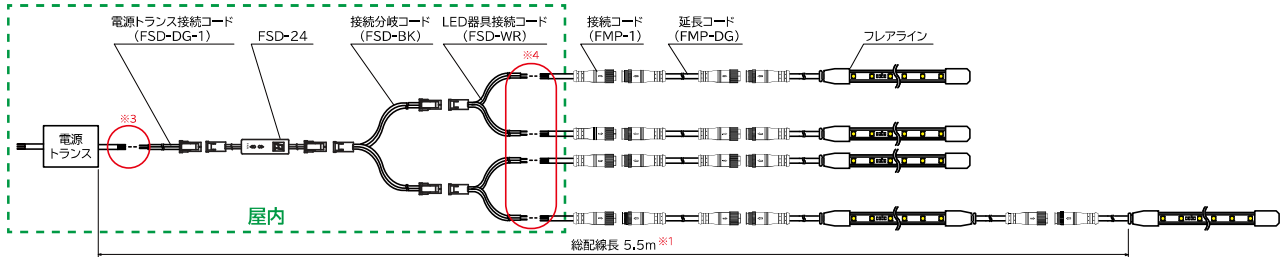 電源トランス接続コード
(FSD-DG-1)
FSD-24
接続分岐コード
(FSD-BK)
LED器具接続コード
(FSD-WR)
接続コード
(FMP-1)
延長コード
(FMP-DG)
フレアライン
※4
※3
電源
トランス
屋内
総配線長 5.5m ※1